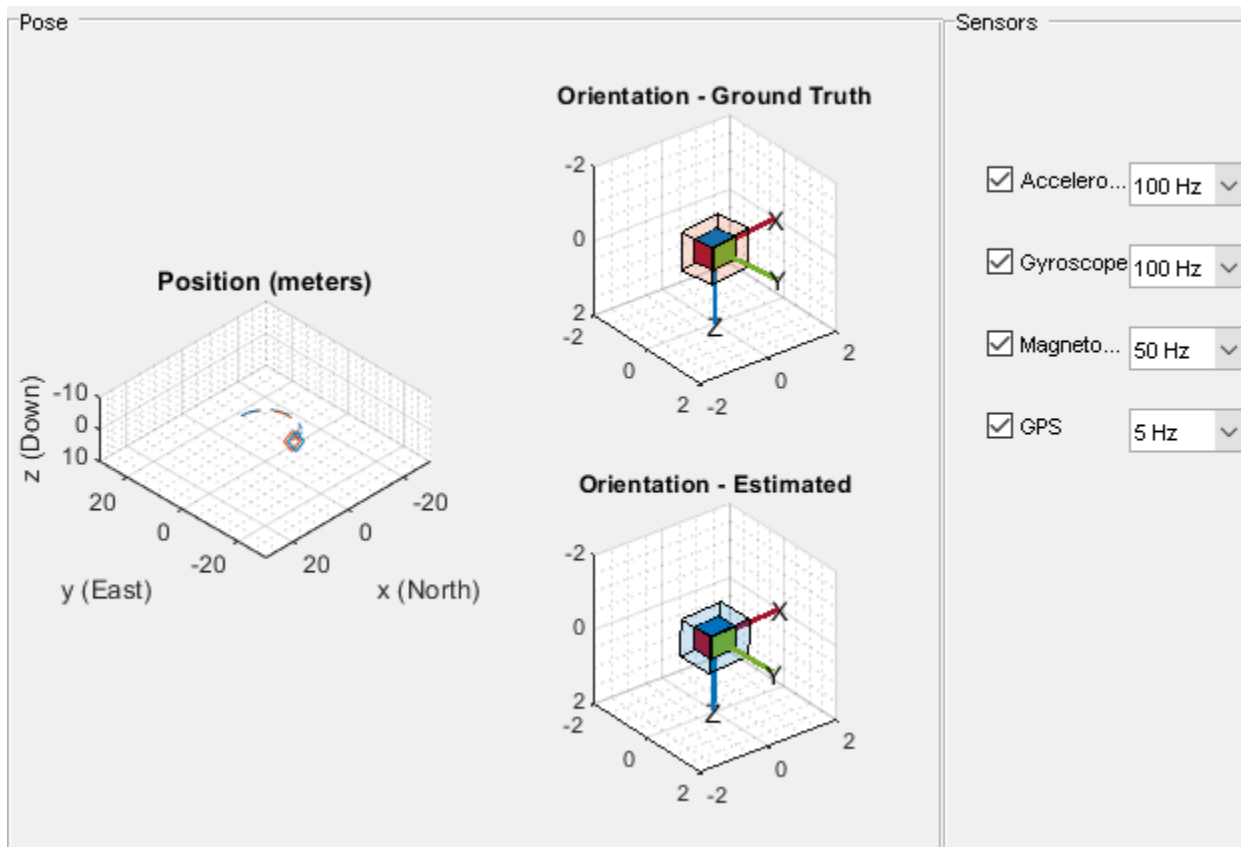 Pose
Position (meters)
-10
0
10
z (Down)
20
0
-20
y (East)
-20
0
20
x (North)
Orientation - Ground Truth
-2
0
2
-2
0
2
-2
0
2
X
Y
Z
Orientation - Estimated
-2
0
2
-2
0
2
-2
0
2
X
Y
Z
Sensors
Accelero... 100 Hz
Gyroscope 100 Hz
Magneto... 50 Hz
GPS 5 Hz